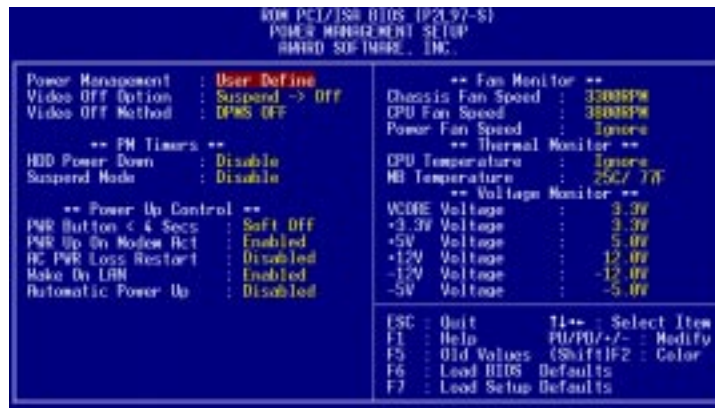 ROM PCI/ISA BIOS (P2L97-S)
POWER MANAGEMENT SETUP
AWARD SOFTWARE, INC.
Power Management : User Define
Video Off Option : Suspend -> Off
Video Off Method : DPMS OFF
** PM Timers **
HDD Power Down : Disable
Suspend Mode : Disable
** Power Up Control **
PWR Button < 4 Secs : Soft Off
PWR Up On Modem Act : Enabled
AC PWR Loss Restart : Disabled
Wake On LAN : Enabled
Automatic Power Up : Disabled
** Fan Monitor **
Chassis Fan Speed : 3300RPM
CPU Fan Speed : 3800RPM
Power Fan Speed : Ignore
** Thermal Monitor **
CPU Temperature : Ignore
MB Temperature : 25C/ 77F
** Voltage Monitor **
VCORE Voltage : 3.3V
+3.3V Voltage : 3.3V
+5V Voltage : 5.0V
+12V Voltage : 12.0V
-12V Voltage : -12.0V
-5V Voltage : -5.0V
ESC : Quit ↑↓→← : Select Item
F1 : Help PU/PD/+/- : Modify
F5 : Old Values (Shift)F2 : Color
F6 : Load BIOS Defaults
F7 : Load Setup Defaults